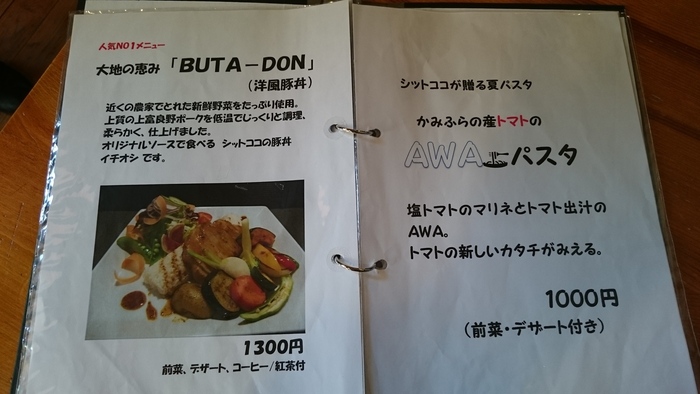 人気NO1メニュー
大地の恵み「BUTA－DON」
（洋風豚丼）
近くの農家でとれた新鮮野菜をたっぷり使用。
上質の上富良野ポークを低温でじっくりと調理、
柔らかく、仕上げました。
オリジナルソースで食べる シットココの豚丼
イチオシ です。
1300円
前菜、デザート、コーヒー/紅茶付
シットココが贈る夏パスタ
かみふらの産トマトの
AWAパスタ
塩トマトのマリネとトマト出汁の
AWA。
トマトの新しいカタチがみえる。
1000円
（前菜・デザート付き）